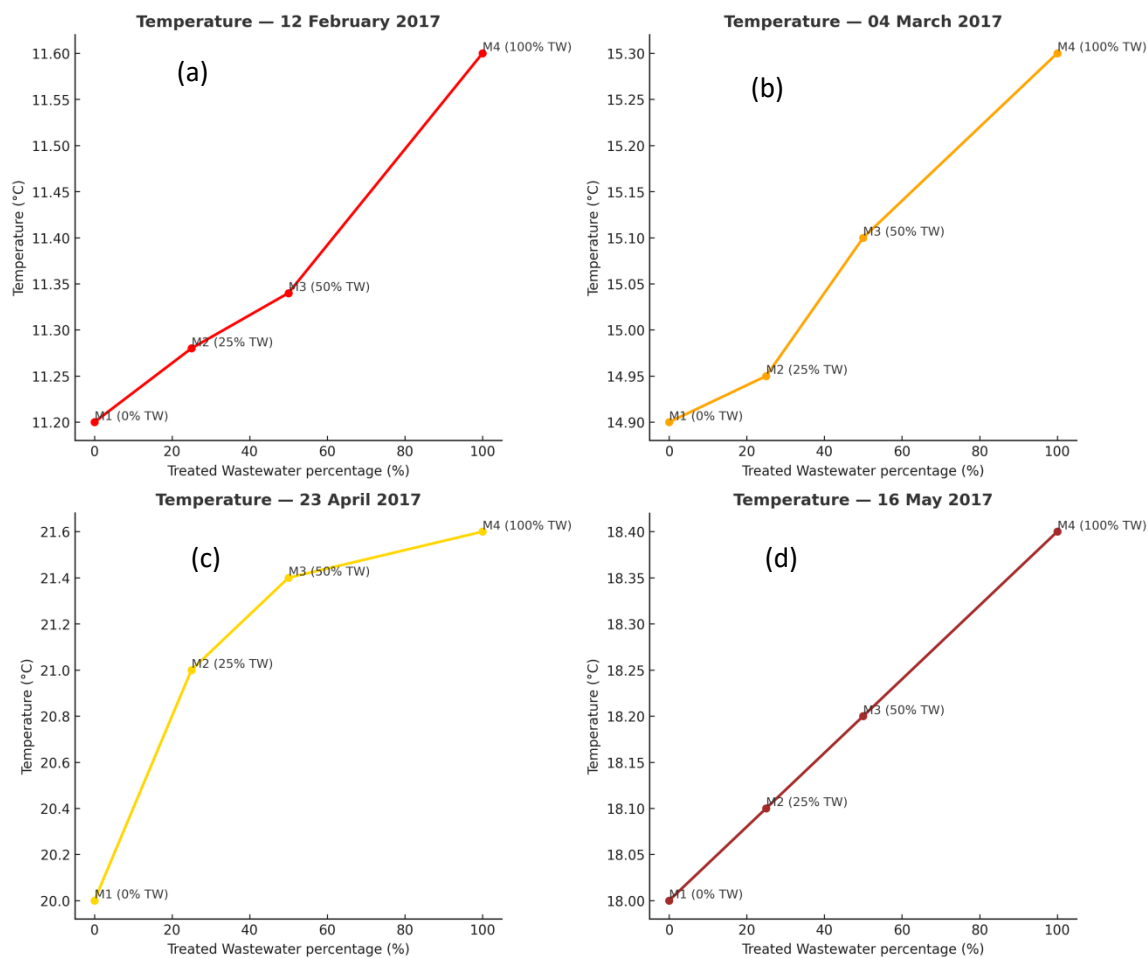 Temperature — 12 February 2017
(a)
Temperature (°C)
11.60
11.55
11.50
11.45
11.40
11.35
11.30
11.25
11.20
M4 (100% TW)
M3 (50% TW)
M2 (25% TW)
M1 (0% TW)
0 20 40 60 80 100
Treated Wastewater percentage (%)
Temperature — 04 March 2017
(b)
Temperature (°C)
15.30
15.25
15.20
15.15
15.10
15.05
15.00
14.95
14.90
M4 (100% TW)
M3 (50% TW)
M2 (25% TW)
M1 (0% TW)
0 20 40 60 80 100
Treated Wastewater percentage (%)
Temperature — 23 April 2017
(c)
Temperature (°C)
21.6
21.4
21.2
21.0
20.8
20.6
20.4
20.2
20.0
M4 (100% TW)
M3 (50% TW)
M2 (25% TW)
M1 (0% TW)
0 20 40 60 80 100
Treated Wastewater percentage (%)
Temperature — 16 May 2017
(d)
Temperature (°C)
18.40
18.35
18.30
18.25
18.20
18.15
18.10
18.05
18.00
M4 (100% TW)
M3 (50% TW)
M2 (25% TW)
M1 (0% TW)
0 20 40 60 80 100
Treated Wastewater percentage (%)